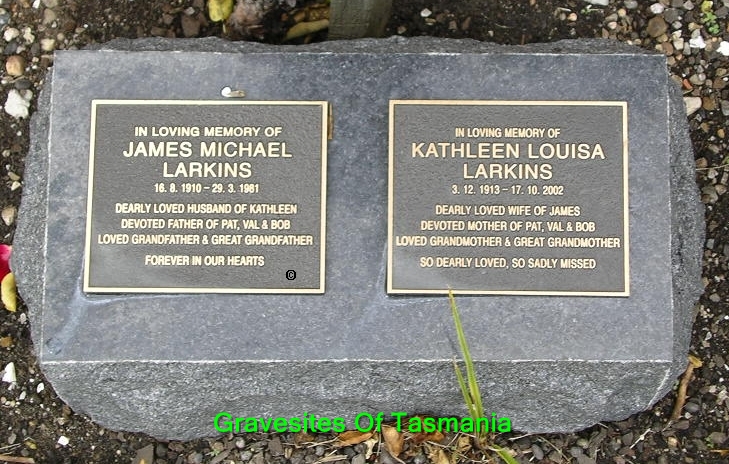 IN LOVING MEMORY OF
JAMES MICHAEL
LARKINS
16. 8. 1910 – 29. 3. 1981
DEARLY LOVED HUSBAND OF KATHLEEN
DEVOTED FATHER OF PAT, VAL & BOB
LOVED GRANDFATHER & GREAT GRANDFATHER
FOREVER IN OUR HEARTS
©
IN LOVING MEMORY OF
KATHLEEN LOUISA
LARKINS
3. 12. 1913 – 17. 10. 2002
DEARLY LOVED WIFE OF JAMES
DEVOTED MOTHER OF PAT, VAL & BOB
LOVED GRANDMOTHER & GREAT GRANDMOTHER
SO DEARLY LOVED, SO SADLY MISSED
Gravesites Of Tasmania